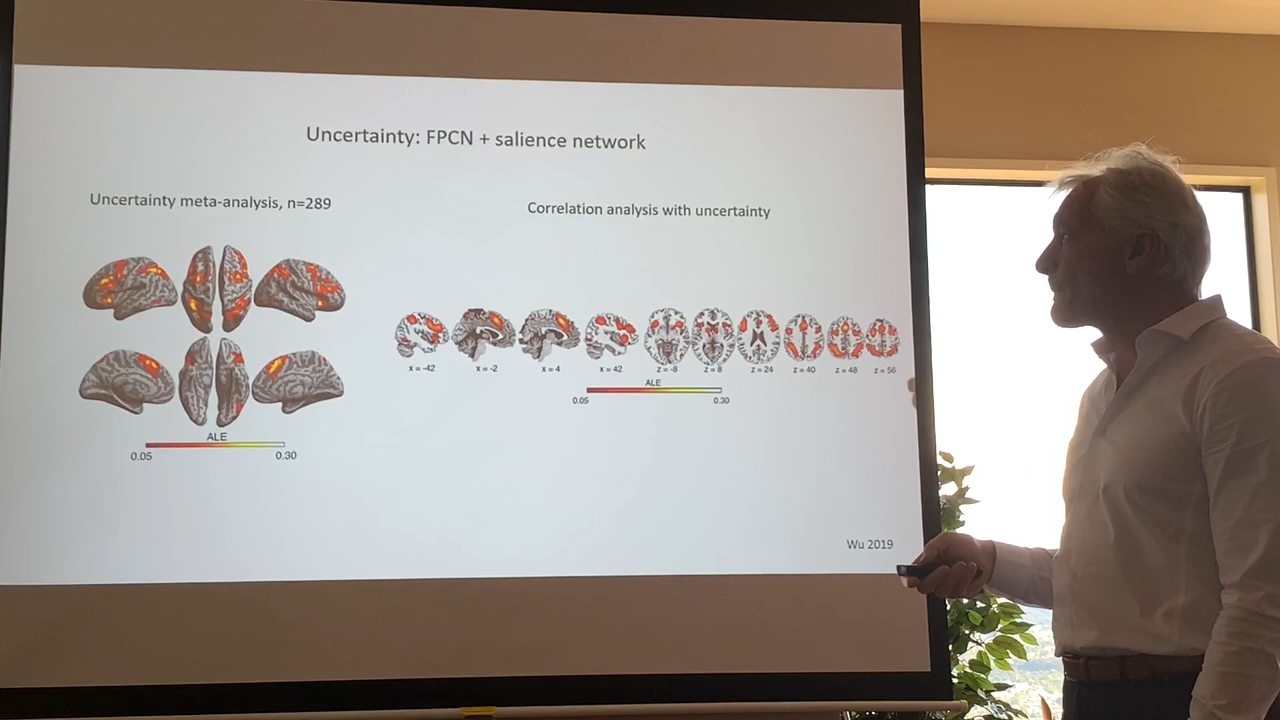 Uncertainty: FPCN + salience network
Uncertainty meta-analysis, n=289
ALE
0.05 0.30
Correlation analysis with uncertainty
x = -42 x = -2 x = 4 x = 42 z = -8 z = 8 z = 24 z = 40 z = 48 z = 56
ALE
0.05 0.30
Wu 2019